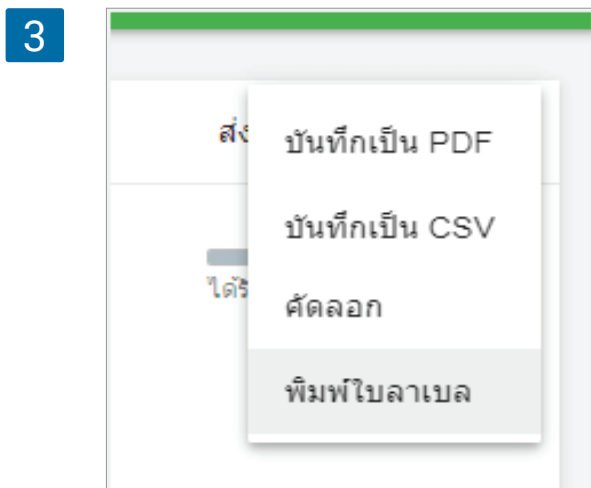 3
ส่ง
บันทึกเป็น PDF
บันทึกเป็น CSV
ได้รั
คัดลอก
พิมพ์ใบลาเบล